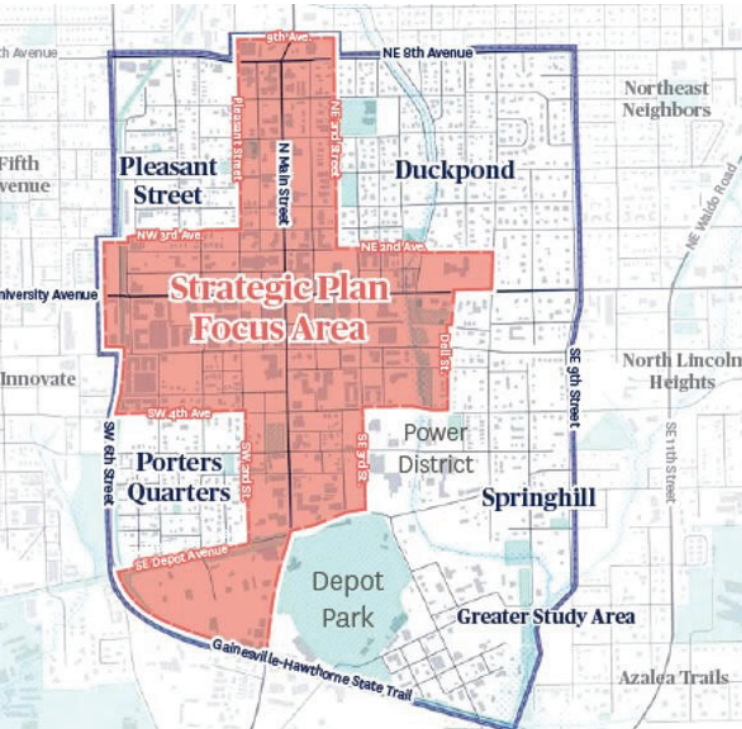 9th Ave.
th Avenue
NE 8th Avenue
Northeast
Neighbors
Pleasant Street
NE 3rd Street
N Main Street
Fifth
venue
Pleasant
Street
Duckpond
NE Waldo Road
NW 3rd Ave.
NE 2nd Ave.
niversity Avenue
Strategic Plan
Focus Area
Dell St.
SE 9th Street
Innovate
North Lincoln
Heights
SW 4th Ave
SW 6th Street
SW 2nd St.
SE 3rd St.
Power
District
SE 11th Street
Porters
Quarters
Springhill
SE Depot Avenue
Depot
Park
Greater Study Area
Gainesville-Hawthorne State Trail
Azalea Trails